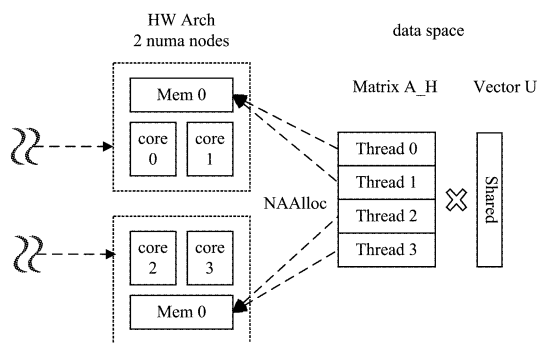 HW Arch
2 numa nodes
data space
Matrix A_H
Vector U
Mem 0
core
0
core
1
Thread 0
Thread 1
Thread 2
Thread 3
Shared
NAAlloc
core
2
core
3
Mem 0